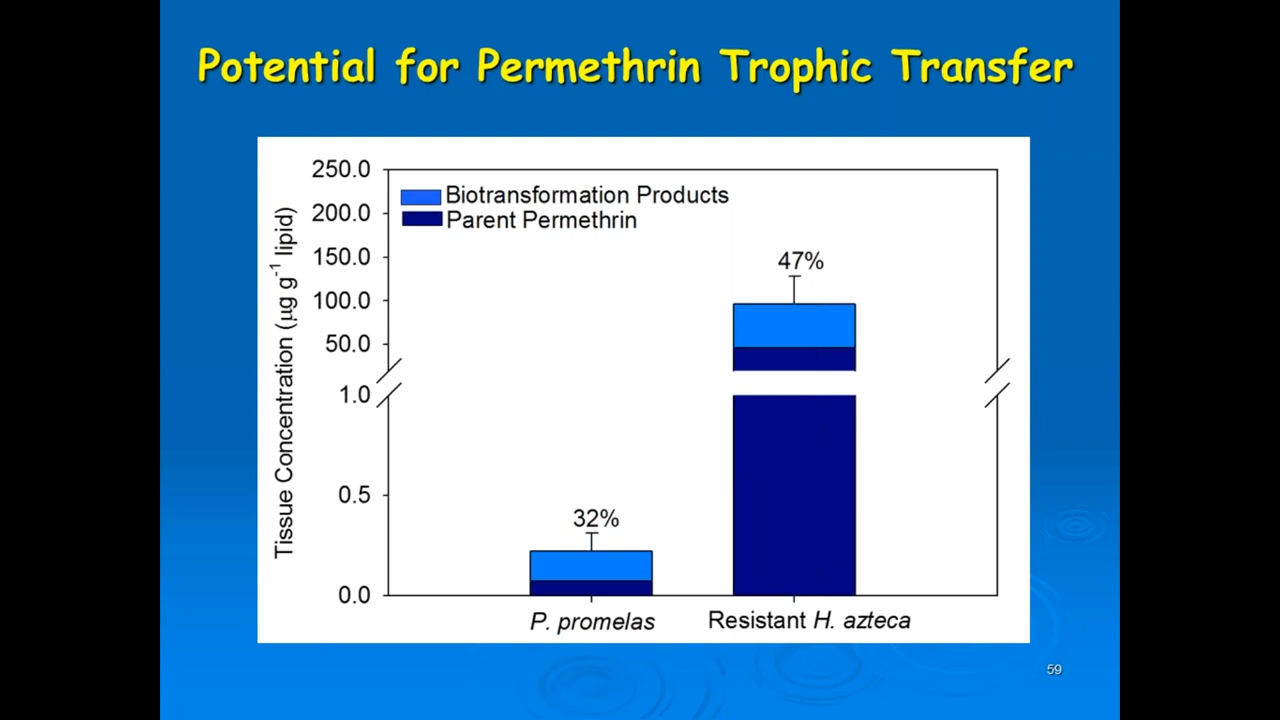 Potential for Permethrin Trophic Transfer
Tissue Concentration (µg g⁻¹ lipid)
250.0
200.0
150.0
100.0
50.0
1.0
0.5
0.0
Biotransformation Products
Parent Permethrin
47%
32%
P. promelas
Resistant H. azteca
59